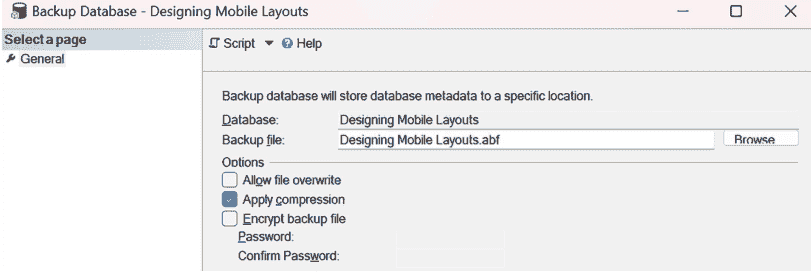 Backup Database - Designing Mobile Layouts
Select a page
General
Script Help
Backup database will store database metadata to a specific location.
Database: Designing Mobile Layouts
Backup file: Designing Mobile Layouts.abf Browse
Options
Allow file overwrite
Apply compression
Encrypt backup file
Password:
Confirm Password: